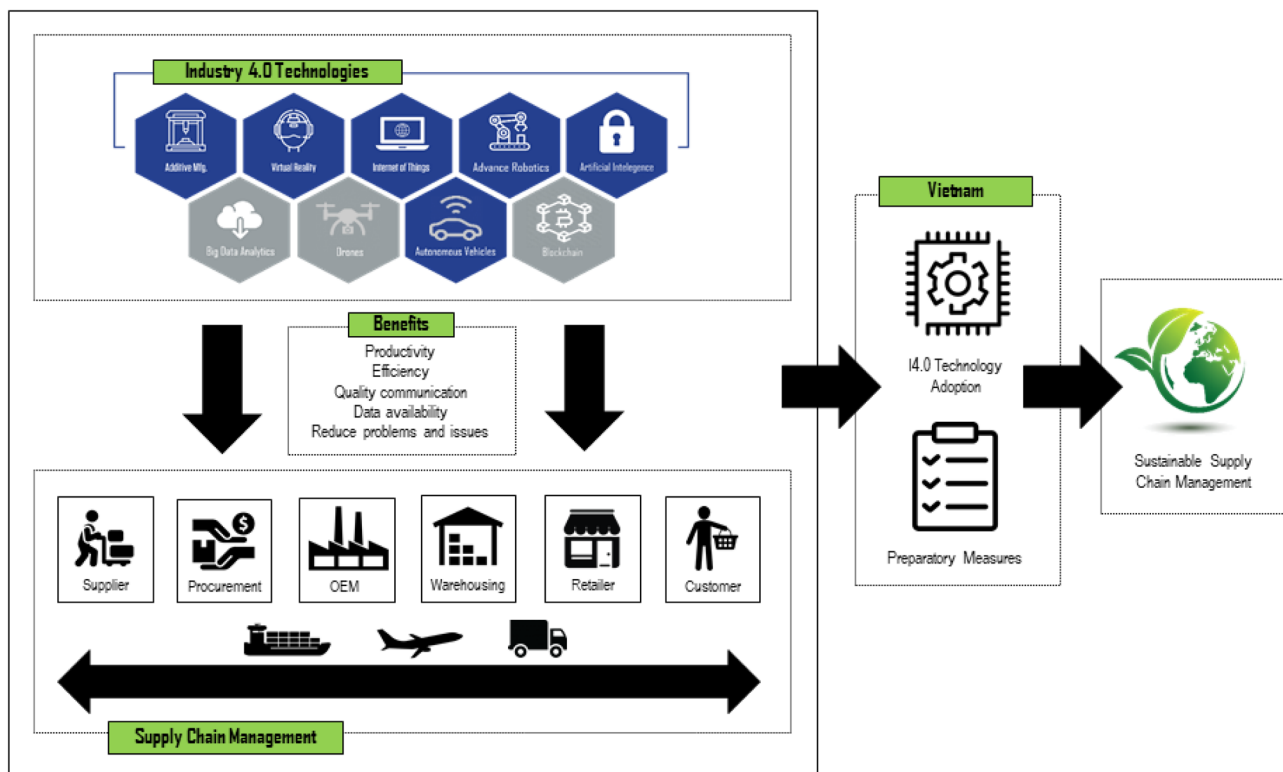 Industry 4.0 Technologies
Additive Mfg.
Virtual Reality
Internet of Things
Advance Robotics
Artificial Intelegence
Big Data Analytics
Drones
Autonomous Vehicles
Blockchain
Benefits
Productivity
Efficiency
Quality communication
Data availability
Reduce problems and issues
Supplier
Procurement
OEM
Warehousing
Retailer
Customer
Supply Chain Management
Vietnam
I4.0 Technology
Adoption
Preparatory Measures
Sustainable Supply
Chain Management